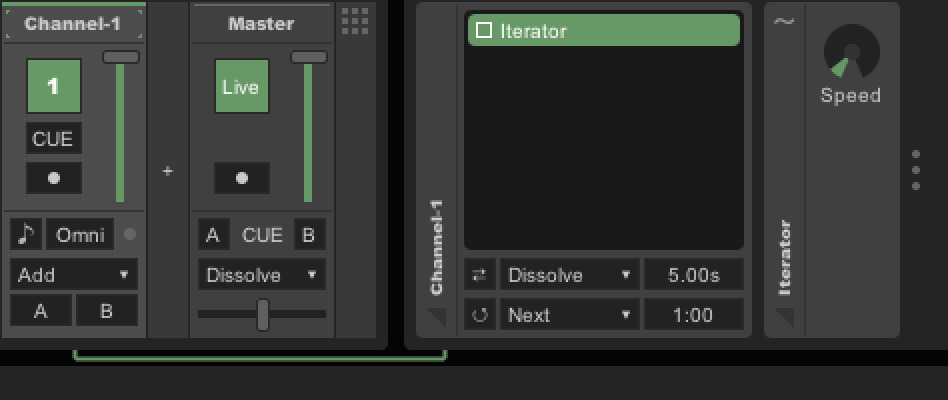 Channel-1
Master
Iterator
1
Live
Speed
CUE
Omni
A
CUE
B
Add
Dissolve
A
B
Channel-1
Dissolve
5.00s
Next
1:00
Iterator